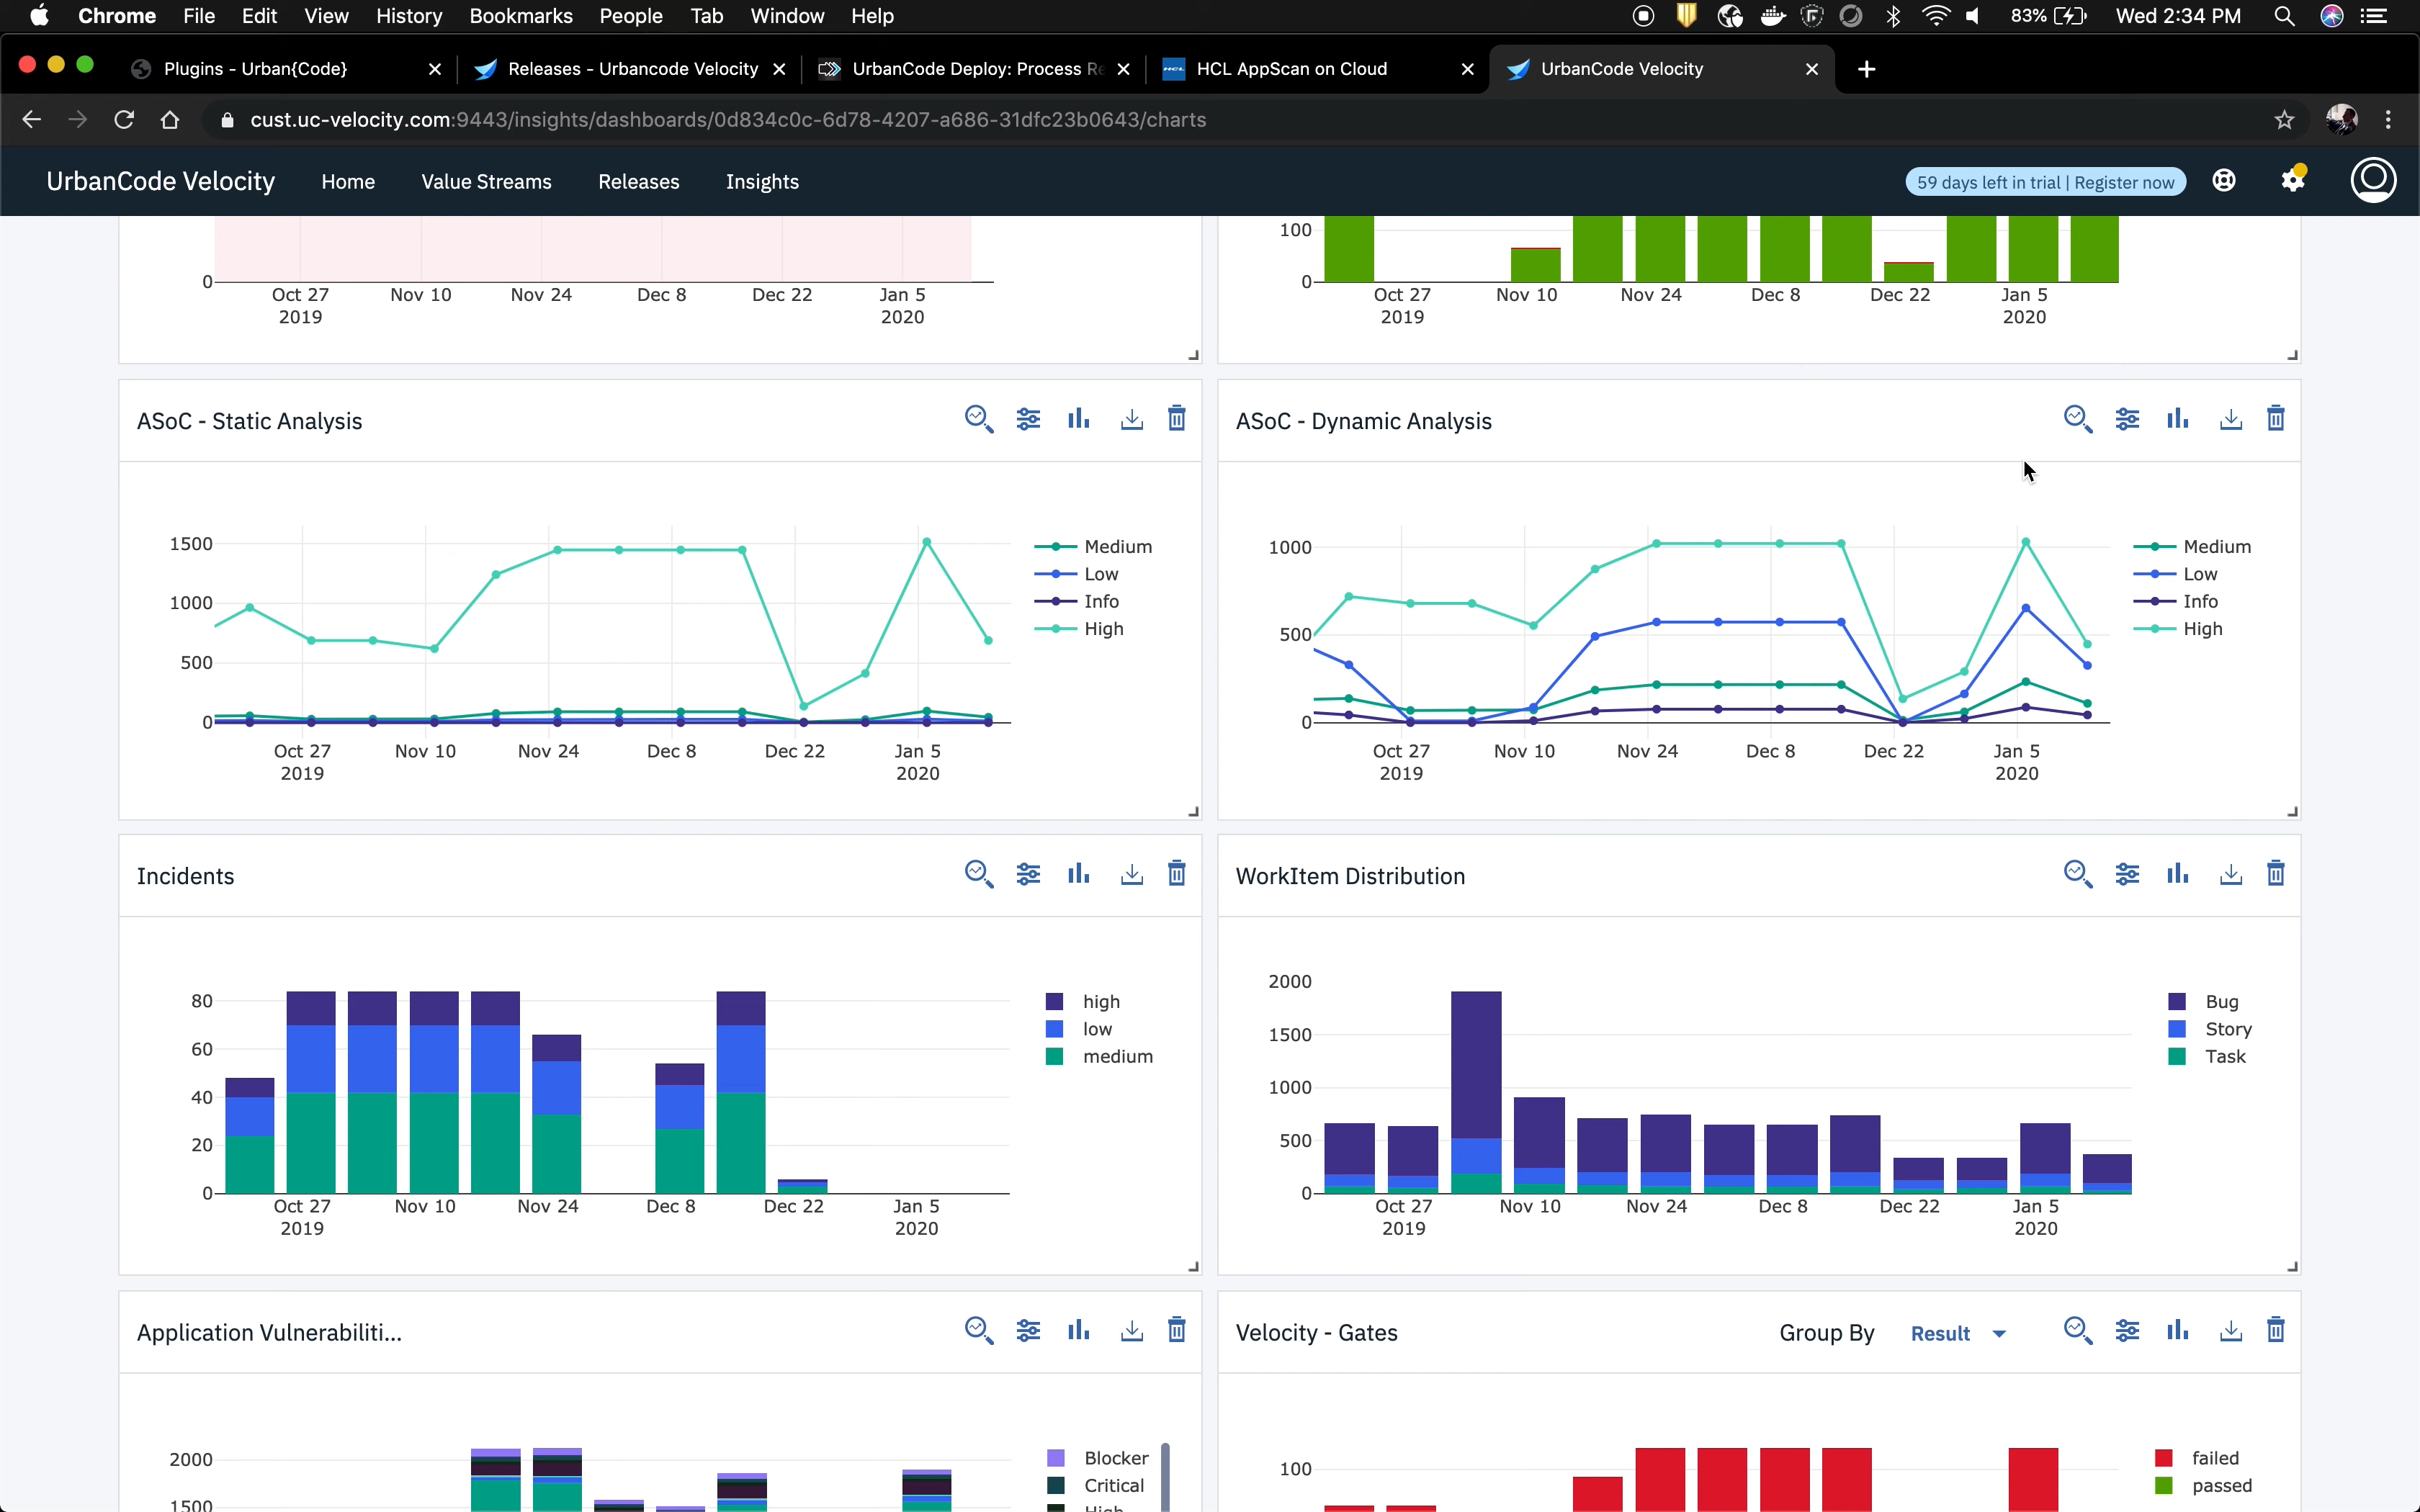 Chrome File Edit View History Bookmarks People Tab Window Help 83% Wed 2:34 PM
Plugins - Urban{Code} Releases - Urbancode Velocity UrbanCode Deploy: Process Re HCL AppScan on Cloud UrbanCode Velocity
cust.uc-velocity.com:9443/insights/dashboards/0d834c0c-6d78-4207-a686-31dfc23b0643/charts
UrbanCode Velocity Home Value Streams Releases Insights 59 days left in trial | Register now
0
Oct 27 Nov 10 Nov 24 Dec 8 Dec 22 Jan 5
2019 2020
100
0
Oct 27 Nov 10 Nov 24 Dec 8 Dec 22 Jan 5
2019 2020
ASoC - Static Analysis
1500
1000
500
0
Oct 27 Nov 10 Nov 24 Dec 8 Dec 22 Jan 5
2019 2020
Medium
Low
Info
High
ASoC - Dynamic Analysis
1000
500
0
Oct 27 Nov 10 Nov 24 Dec 8 Dec 22 Jan 5
2019 2020
Medium
Low
Info
High
Incidents
80
60
40
20
0
Oct 27 Nov 10 Nov 24 Dec 8 Dec 22 Jan 5
2019 2020
high
low
medium
WorkItem Distribution
2000
1500
1000
500
0
Oct 27 Nov 10 Nov 24 Dec 8 Dec 22 Jan 5
2019 2020
Bug
Story
Task
Application Vulnerabiliti...
2000
1500
Blocker
Critical
High
Velocity - Gates Group By Result
100
failed
passed